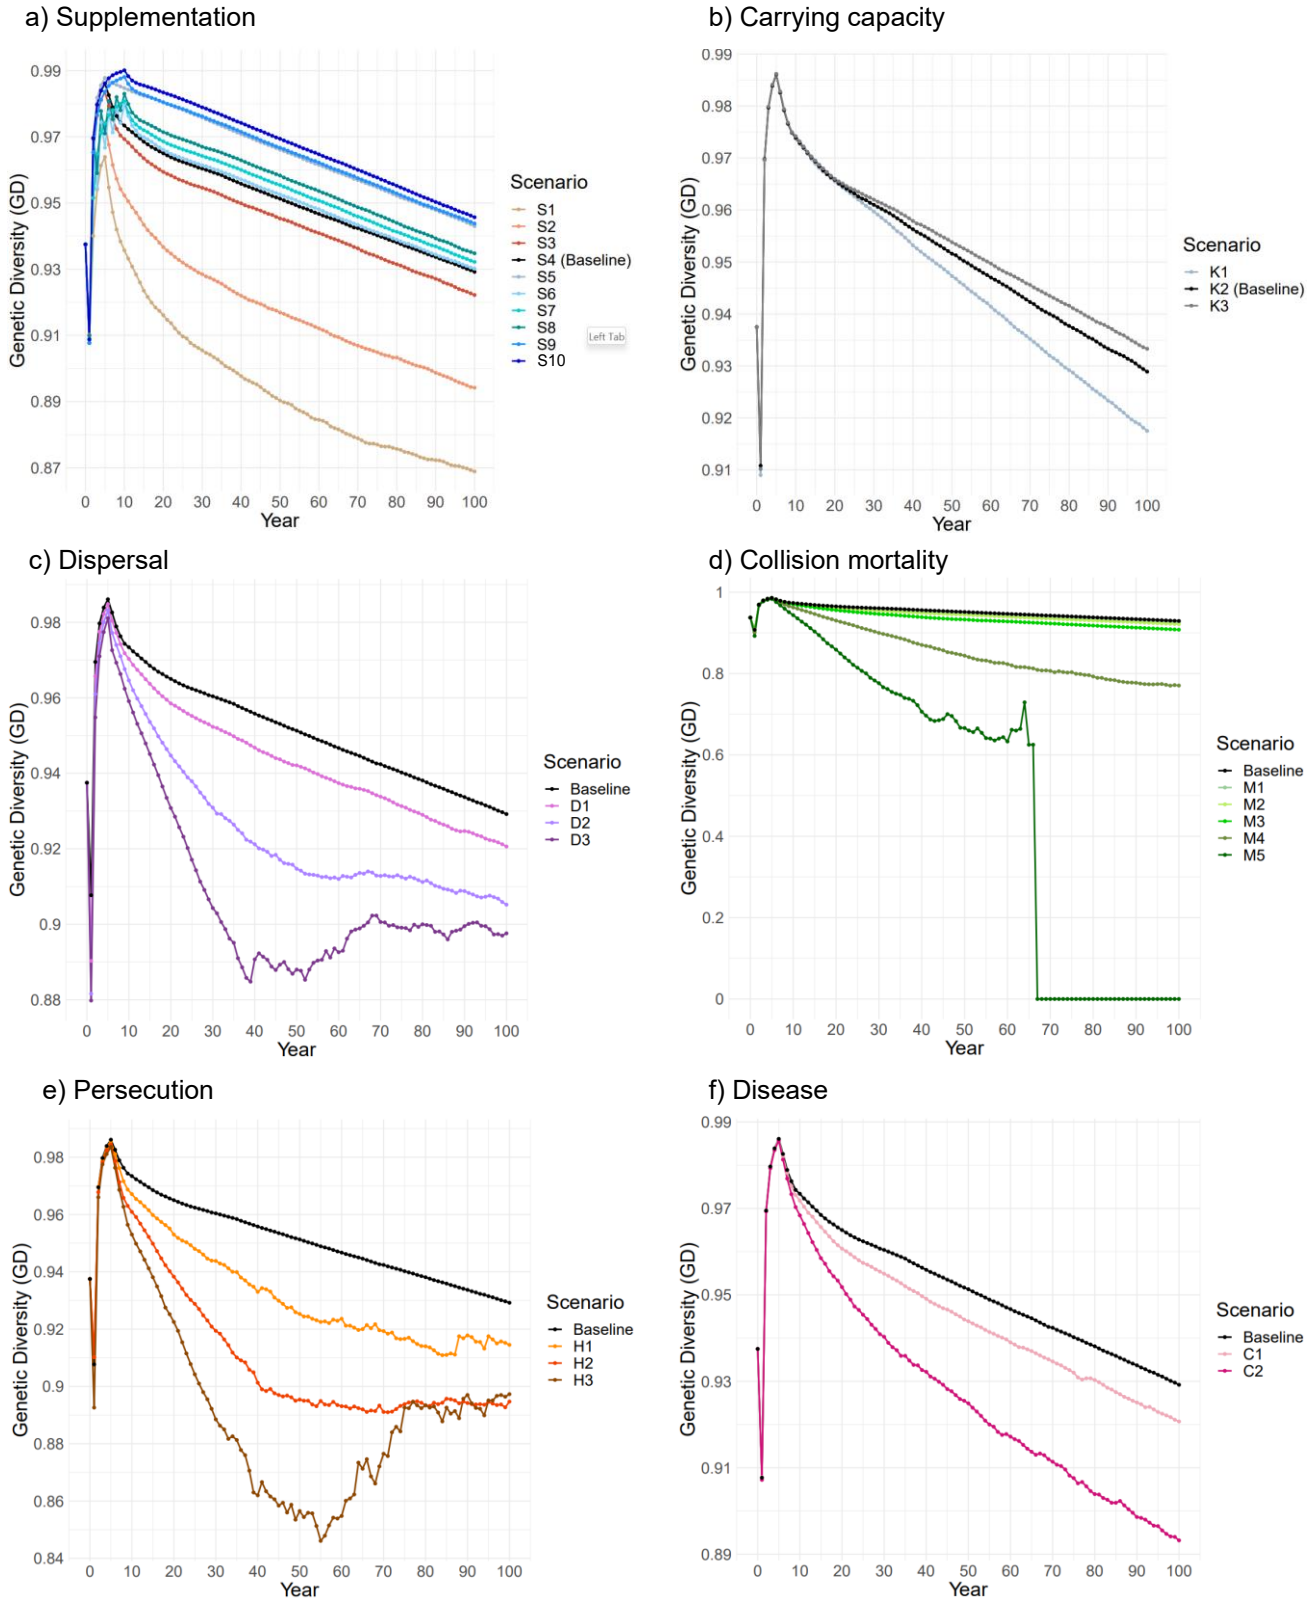 a) Supplementation
Genetic Diversity (GD)
0.99
0.97
0.95
0.93
0.91
0.89
0.87
0 10 20 30 40 50 60 70 80 90 100
Year
Scenario
S1
S2
S3
S4 (Baseline)
S5
S6
S7
S8
S9
S10
Left Tab
b) Carrying capacity
Genetic Diversity (GD)
0.99
0.98
0.97
0.96
0.95
0.94
0.93
0.92
0.91
0 10 20 30 40 50 60 70 80 90 100
Year
Scenario
K1
K2 (Baseline)
K3
c) Dispersal
Genetic Diversity (GD)
0.98
0.96
0.94
0.92
0.9
0.88
0 10 20 30 40 50 60 70 80 90 100
Year
Scenario
Baseline
D1
D2
D3
d) Collision mortality
Genetic Diversity (GD)
1
0.8
0.6
0.4
0.2
0
0 10 20 30 40 50 60 70 80 90 100
Year
Scenario
Baseline
M1
M2
M3
M4
M5
e) Persecution
Genetic Diversity (GD)
0.98
0.96
0.94
0.92
0.9
0.88
0.86
0.84
0 10 20 30 40 50 60 70 80 90 100
Year
Scenario
Baseline
H1
H2
H3
f) Disease
Genetic Diversity (GD)
0.99
0.97
0.95
0.93
0.91
0.89
0 10 20 30 40 50 60 70 80 90 100
Year
Scenario
Baseline
C1
C2